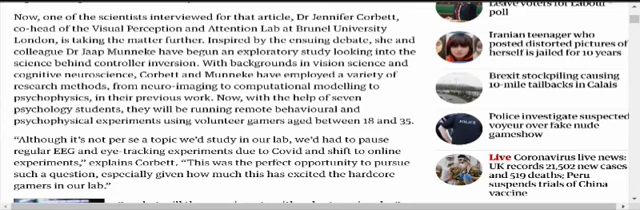 Now, one of the scientists interviewed for that article, Dr Jennifer Corbett,
co-head of the Visual Perception and Attention Lab at Brunel University
London, is taking the matter further. Inspired by the ensuing debate, she and
colleague Dr Jaap Munneke have begun an exploratory study looking into the
science behind controller inversion. With backgrounds in vision science and
cognitive neuroscience, Corbett and Munneke have employed a variety of
research methods, from neuro-imaging to computational modelling to
psychophysics, in their previous work. Now, with the help of seven
psychology students, they will be running remote behavioural and
psychophysical experiments using volunteer gamers aged between 18 and 35.
“Although it’s not per se a topic we’d study in our lab, we’d had to pause
regular EEG and eye-tracking experiments due to Covid and shift to online
experiments,” explains Corbett. “This was the perfect opportunity to pursue
such a question, especially given how much this has excited the hardcore
gamers in our lab.”
Leave voters for Labour –
poll
Iranian teenager who
posted distorted pictures of
herself is jailed for 10 years
Brexit stockpiling causing
10-mile tailbacks in Calais
Police investigate suspected
voyeur over fake nude
gameshow
Live Coronavirus live news:
UK records 21,502 new cases
and 519 deaths; Peru
suspends trials of China
vaccine